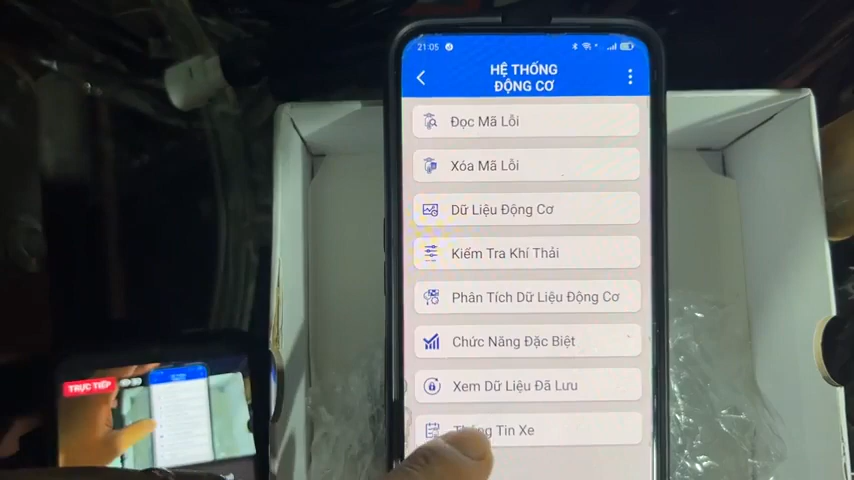 21:05
HỆ THỐNG
ĐỘNG CƠ
Đọc Mã Lỗi
Xóa Mã Lỗi
Dữ Liệu Động Cơ
Kiểm Tra Khí Thải
Phân Tích Dữ Liệu Động Cơ
Chức Năng Đặc Biệt
Xem Dữ Liệu Đã Lưu
Thông Tin Xe
TRỰC TIẾP